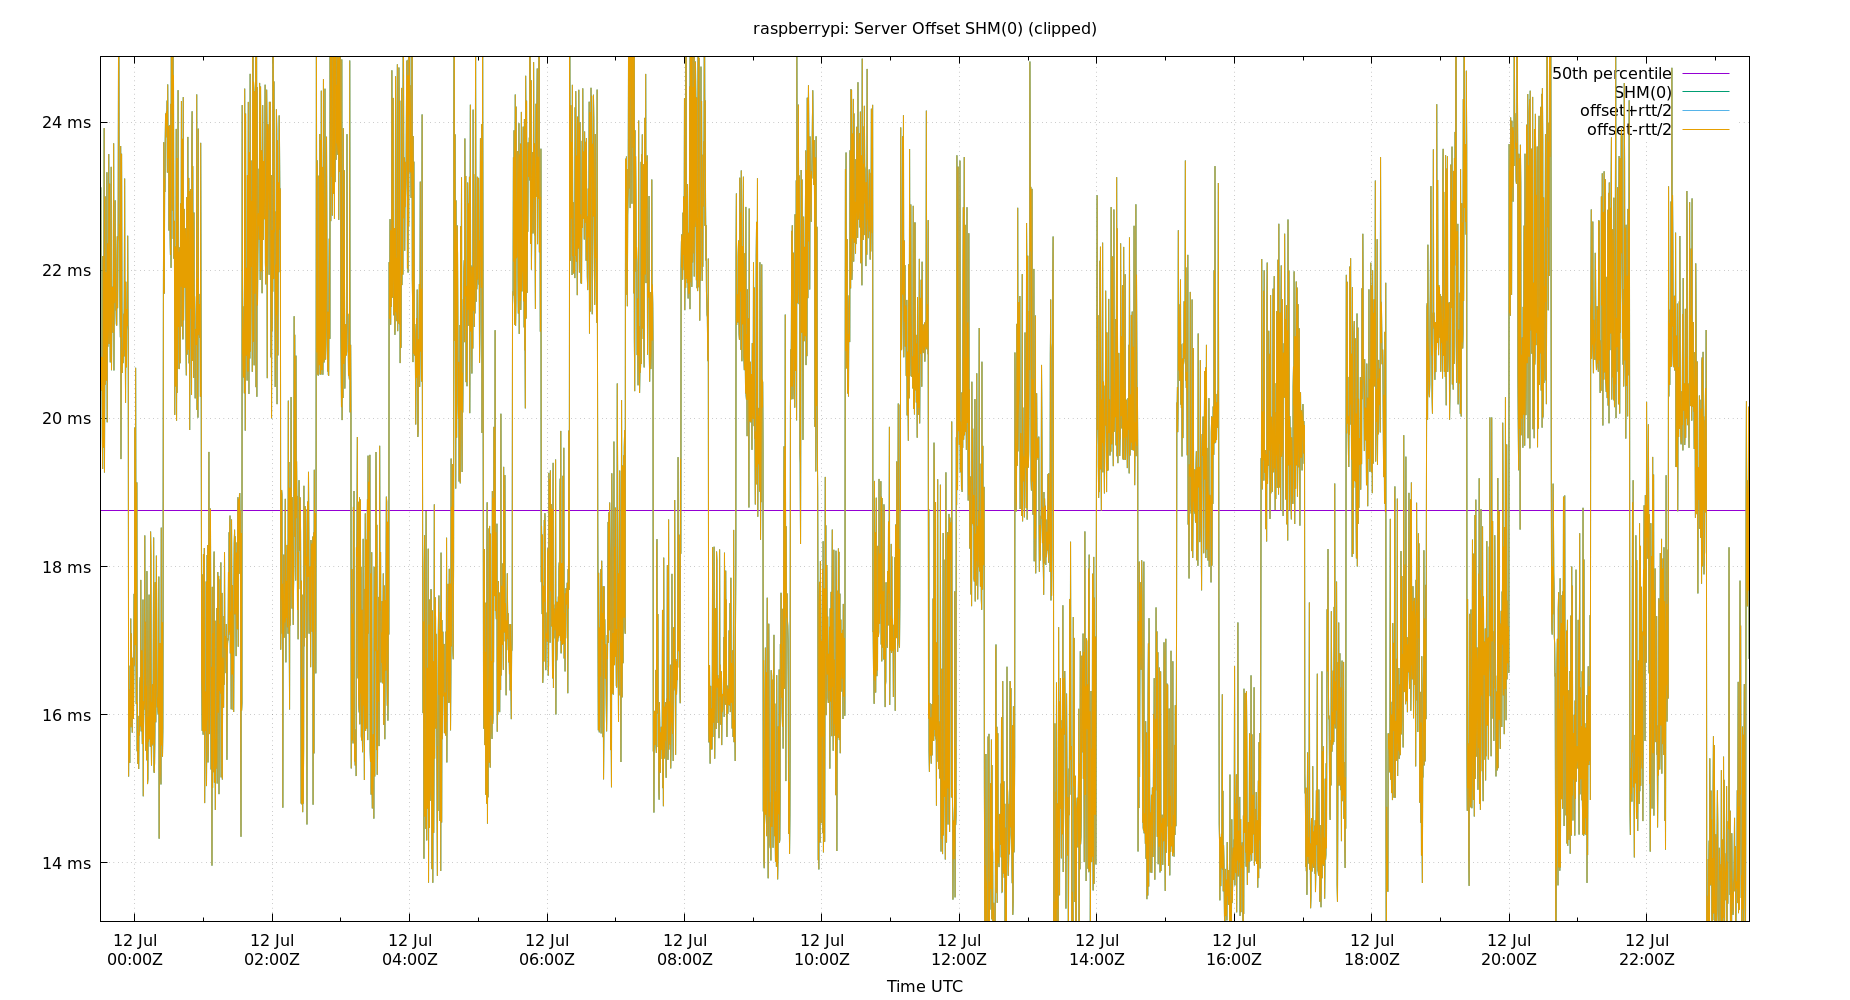 raspberrypi: Server Offset SHM(0) (clipped)
50th percentile
SHM(0)
offset+rtt/2
offset-rtt/2
24 ms
22 ms
20 ms
18 ms
16 ms
14 ms
12 Jul 12 Jul 12 Jul 12 Jul 12 Jul 12 Jul 12 Jul 12 Jul 12 Jul 12 Jul 12 Jul 12 Jul
00:00Z 02:00Z 04:00Z 06:00Z 08:00Z 10:00Z 12:00Z 14:00Z 16:00Z 18:00Z 20:00Z 22:00Z
Time UTC